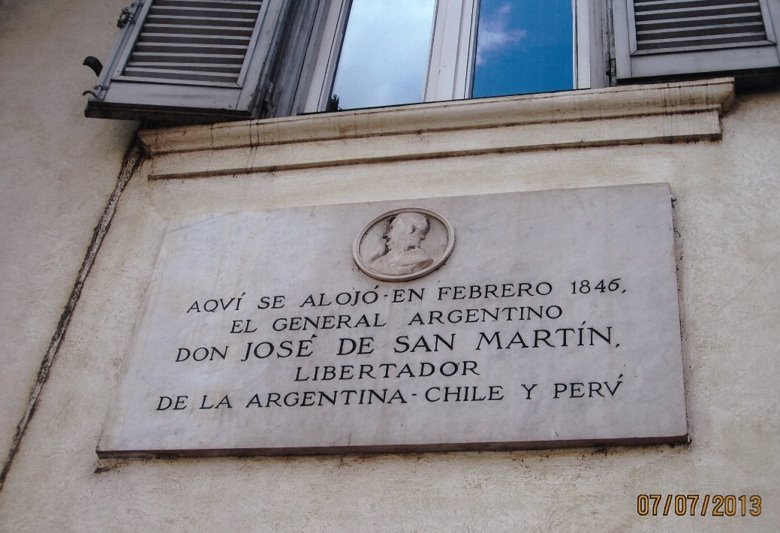 AQVÍ SE ALOJÓ-EN FEBRERO 1846,
EL GENERAL ARGENTINO
DON JOSÉ DE SAN MARTÍN,
LIBERTADOR
DE LA ARGENTINA-CHILE Y PERV́
07/07/2013